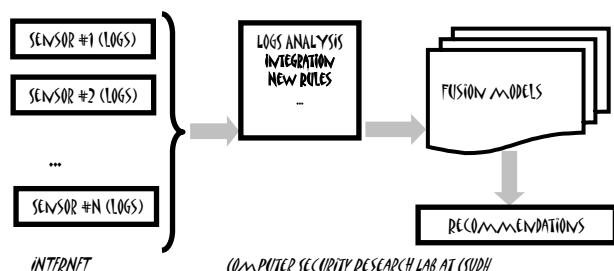 SENSOR #1 (LOGS)
SENSOR #2 (LOGS)
...
SENSOR #N (LOGS)
LOGS ANALYSIS
INTEGRATION
NEW RULES
...
FUSION MODELS
RECOMMENDATIONS
INTERNET
COMPUTER SECURITY RESEARCH LAB AT CSUDH